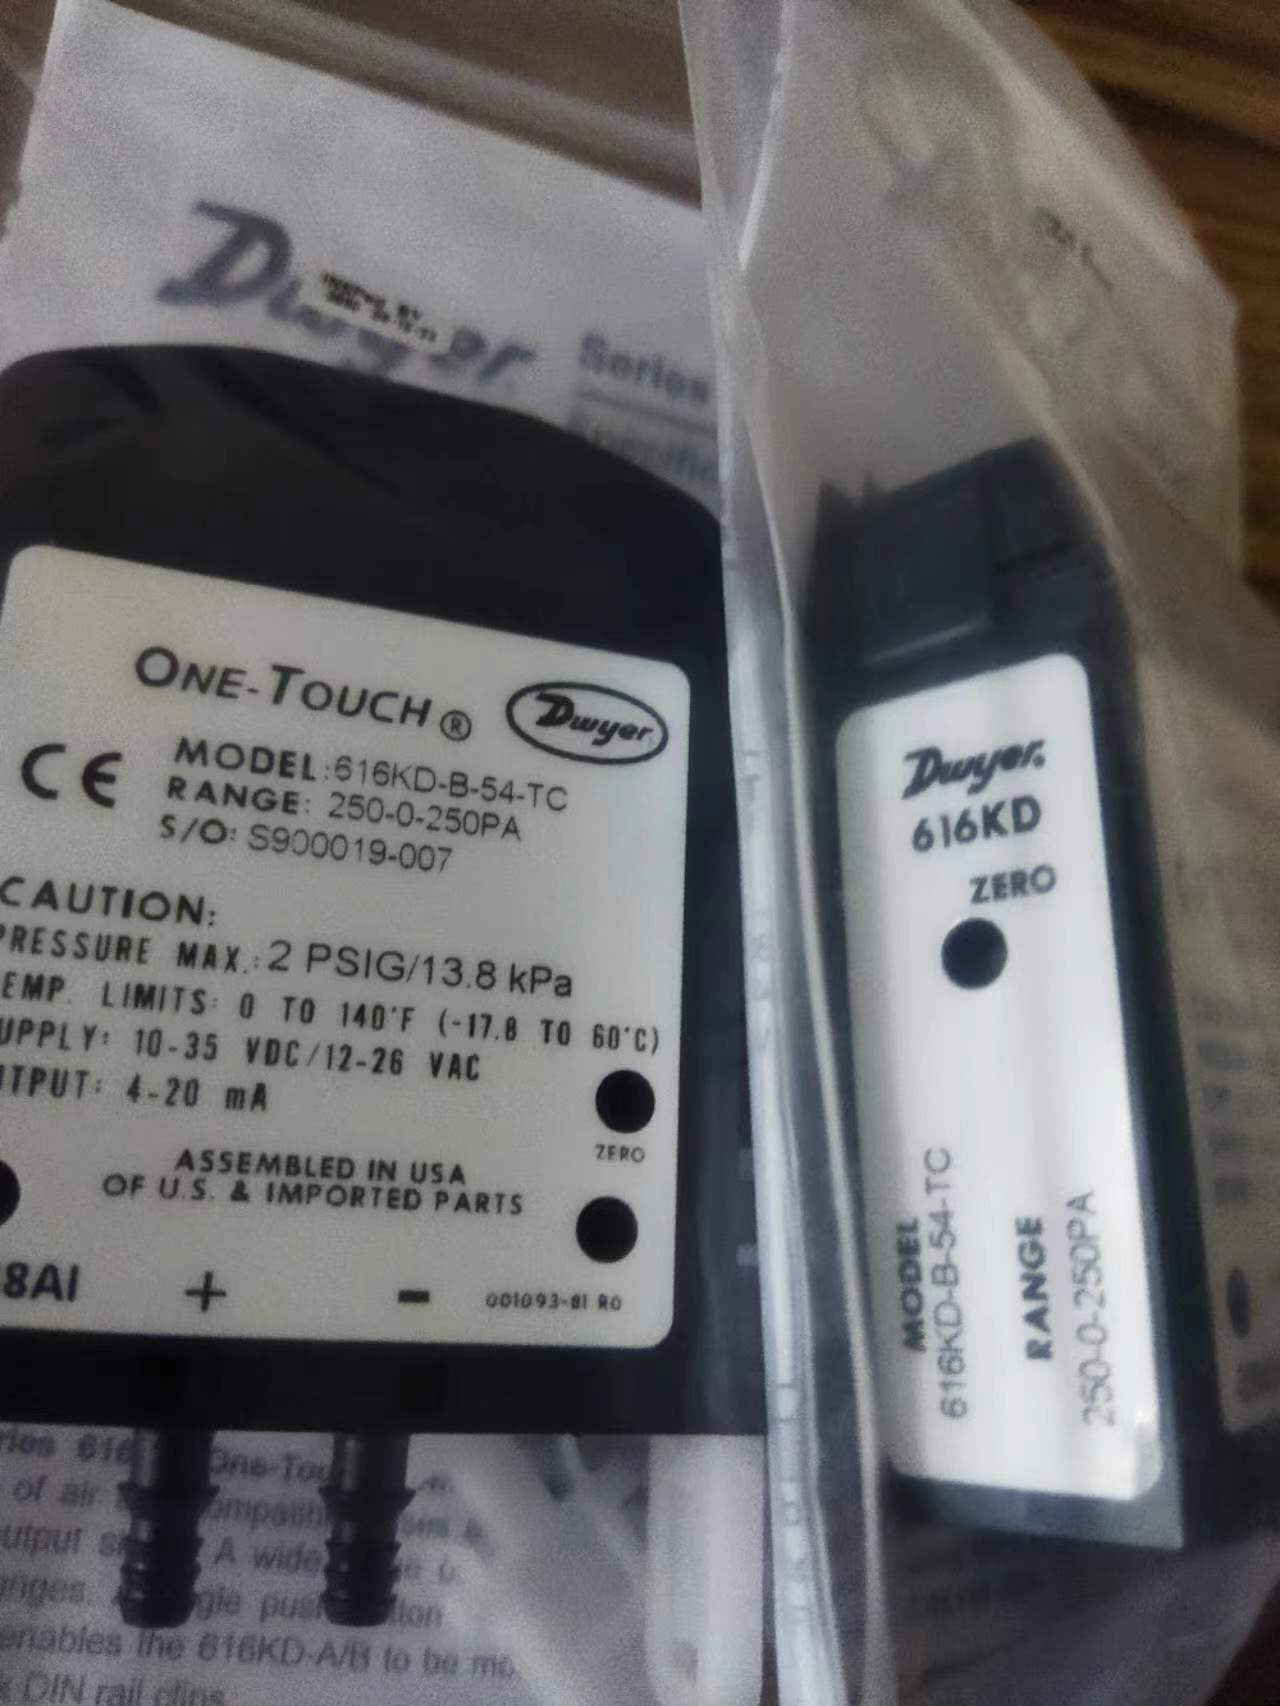 Dwyer
Series
ONE-TOUCH ®
Dwyer
CE
MODEL:616KD-B-54-TC
RANGE: 250-0-250PA
S/O: S900019-007
CAUTION:
PRESSURE MAX.:2 PSIG/13.8 kPa
EMP. LIMITS: 0 TO 140°F (-17.8 TO 60°C)
UPPLY: 10-35 VDC/12-26 VAC
TPUT: 4-20 mA
ZERO
ASSEMBLED IN USA
OF U.S. & IMPORTED PARTS
8AI
+
-
001093-81 R0
of air
A wide
enables the 616KD-A/B to be mo
DIN rail clips
Dwyer
616KD
ZERO
MODEL
616KD-B-54-TC
RANGE
250-0-250PA